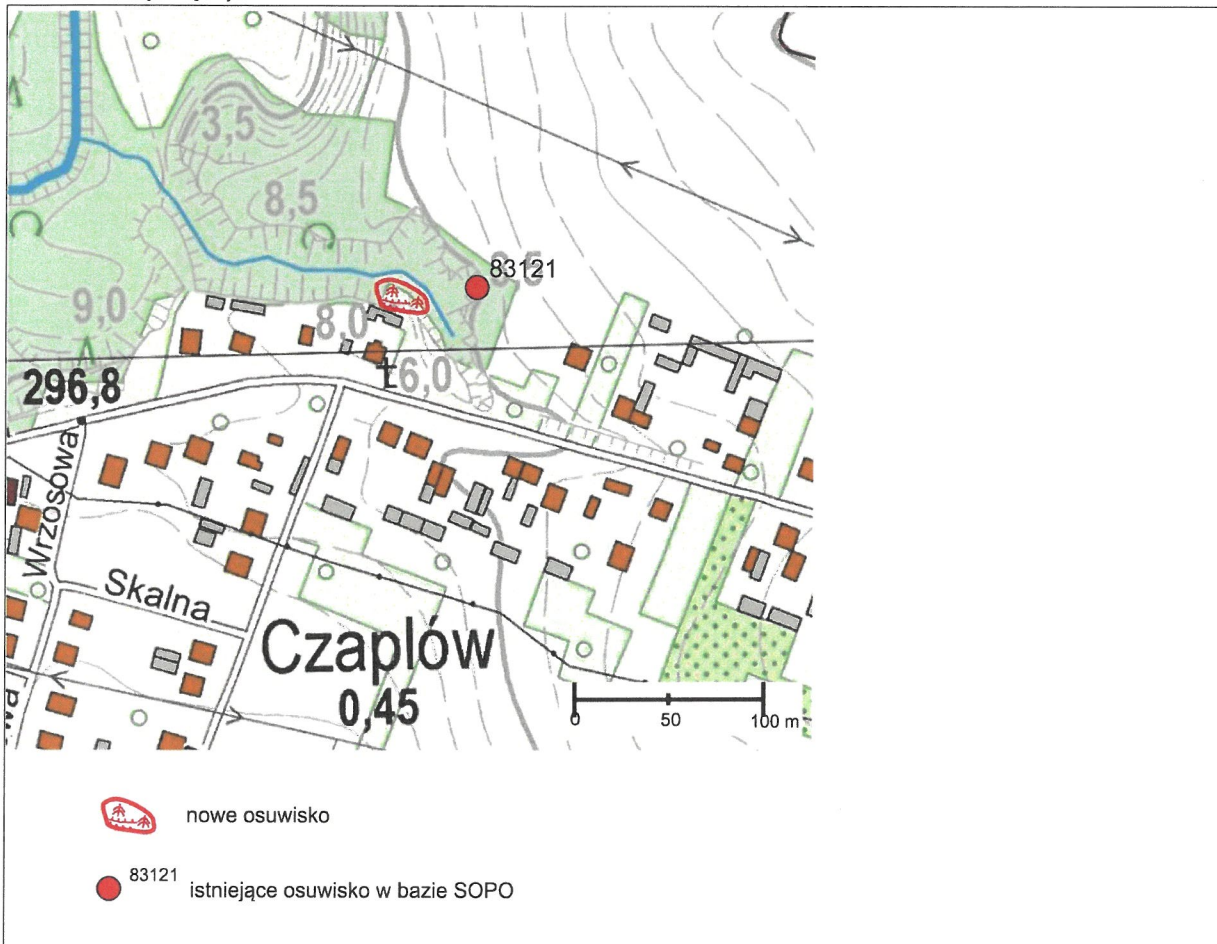 3,5
8,5
83121
9,0
8,0
6,0
296,8
Wrzosowa
Skalna
Czaplów
0,45
0 50 100 m
nowe osuwisko
83121 istniejące osuwisko w bazie SOPO